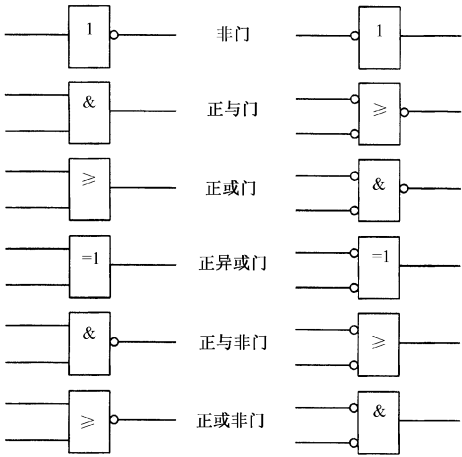 1 非门 1
& 正与门 ≥
≥ 正或门 &
=1 正异或门 =1
& 正与非门 ≥
≥ 正或非门 &